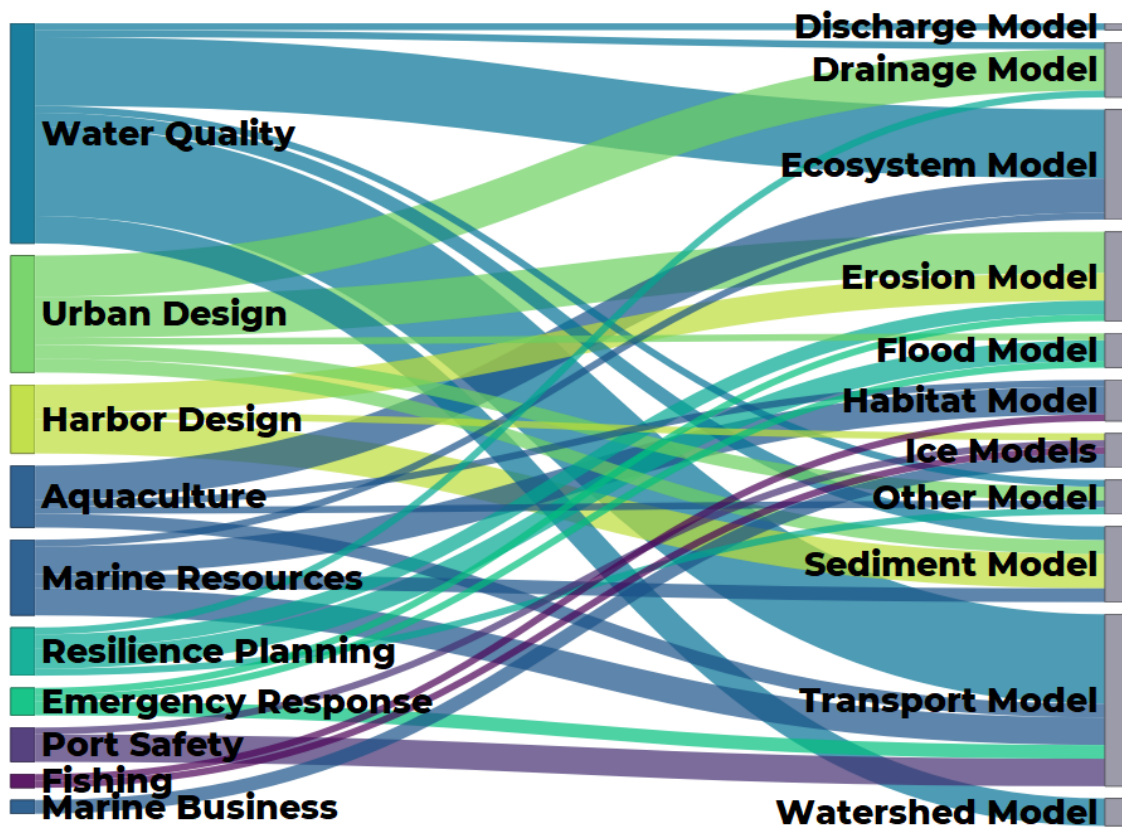 Water Quality
Urban Design
Harbor Design
Aquaculture
Marine Resources
Resilience Planning
Emergency Response
Port Safety
Fishing
Marine Business
Discharge Model
Drainage Model
Ecosystem Model
Erosion Model
Flood Model
Habitat Model
Ice Models
Other Model
Sediment Model
Transport Model
Watershed Model